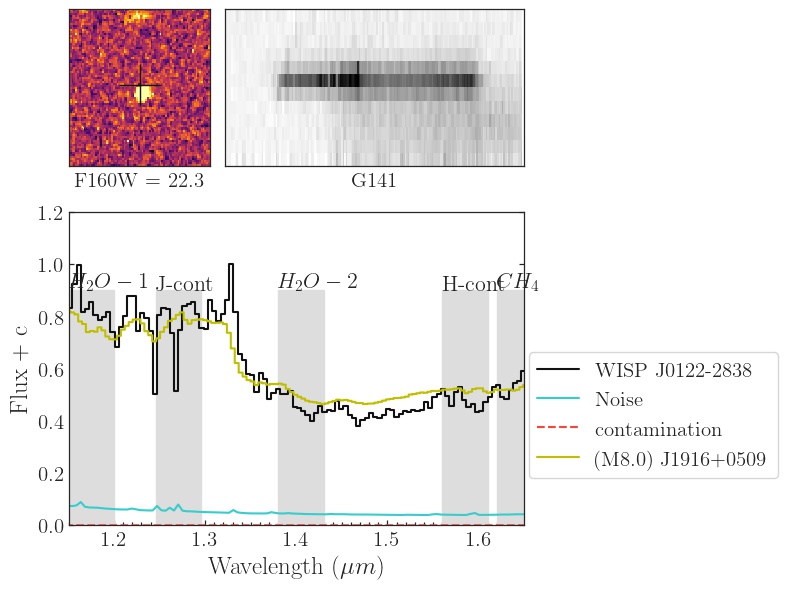 F160W = 22.3
G141
1.2
1.0
0.8
0.6
0.4
0.2
0.0
Flux + c
H₂O − 1
J-cont
H₂O − 2
H-cont
CH₄
1.2
1.3
1.4
1.5
1.6
Wavelength (μm)
WISP J0122-2838
Noise
contamination
(M8.0) J1916+0509